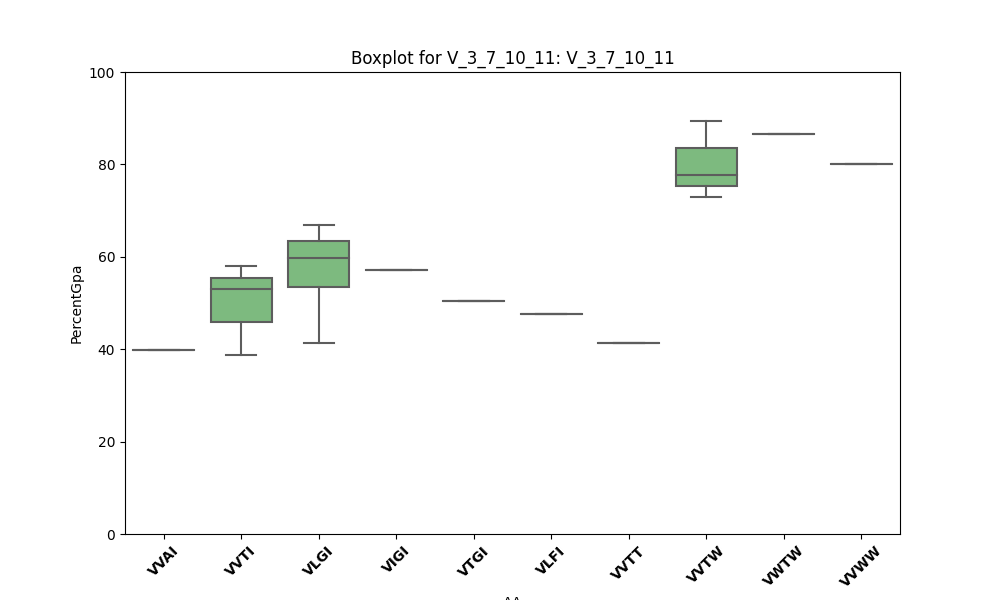 Boxplot for V_3_7_10_11: V_3_7_10_11
PercentGpa
100
80
60
40
20
0
VVAI
VVTI
VLGI
VIGI
VTGI
VLFI
VVTT
VVTW
VWTW
VVWW